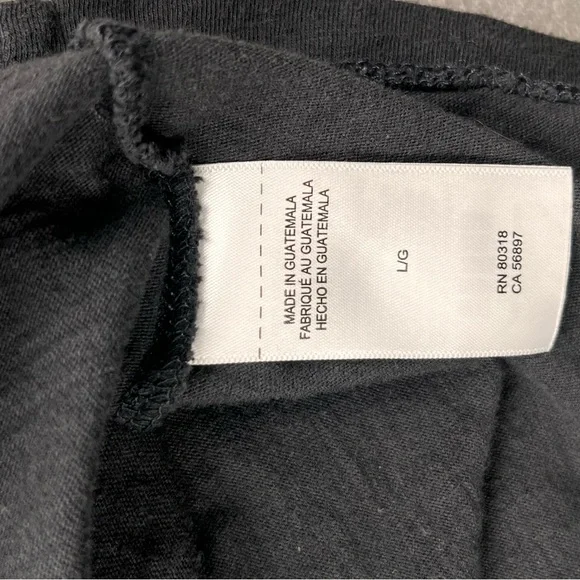 MADE IN GUATEMALA
FABRIQUÉ AU GUATEMALA
HECHO EN GUATEMALA
L/G
RN 80318
CA 56897